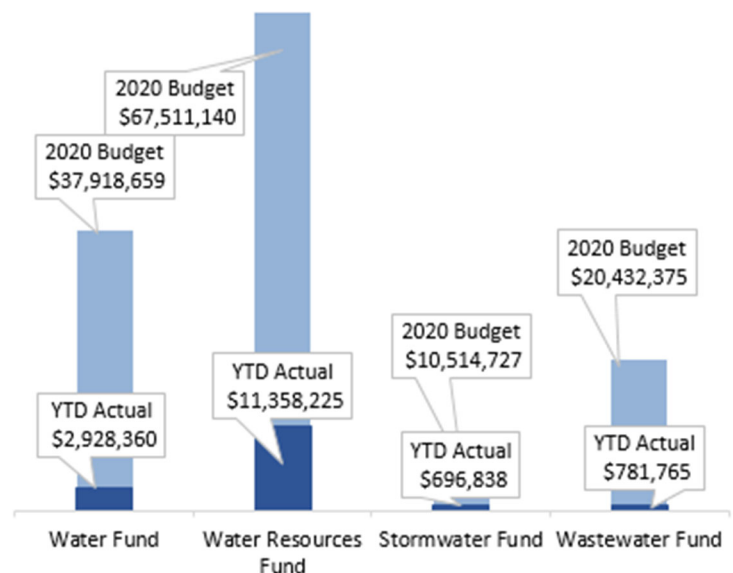 2020 Budget
$67,511,140
2020 Budget
$37,918,659
2020 Budget
$20,432,375
2020 Budget
$10,514,727
YTD Actual
$11,358,225
YTD Actual
$2,928,360
YTD Actual
$696,838
YTD Actual
$781,765
Water Fund
Water Resources
Fund
Stormwater Fund
Wastewater Fund